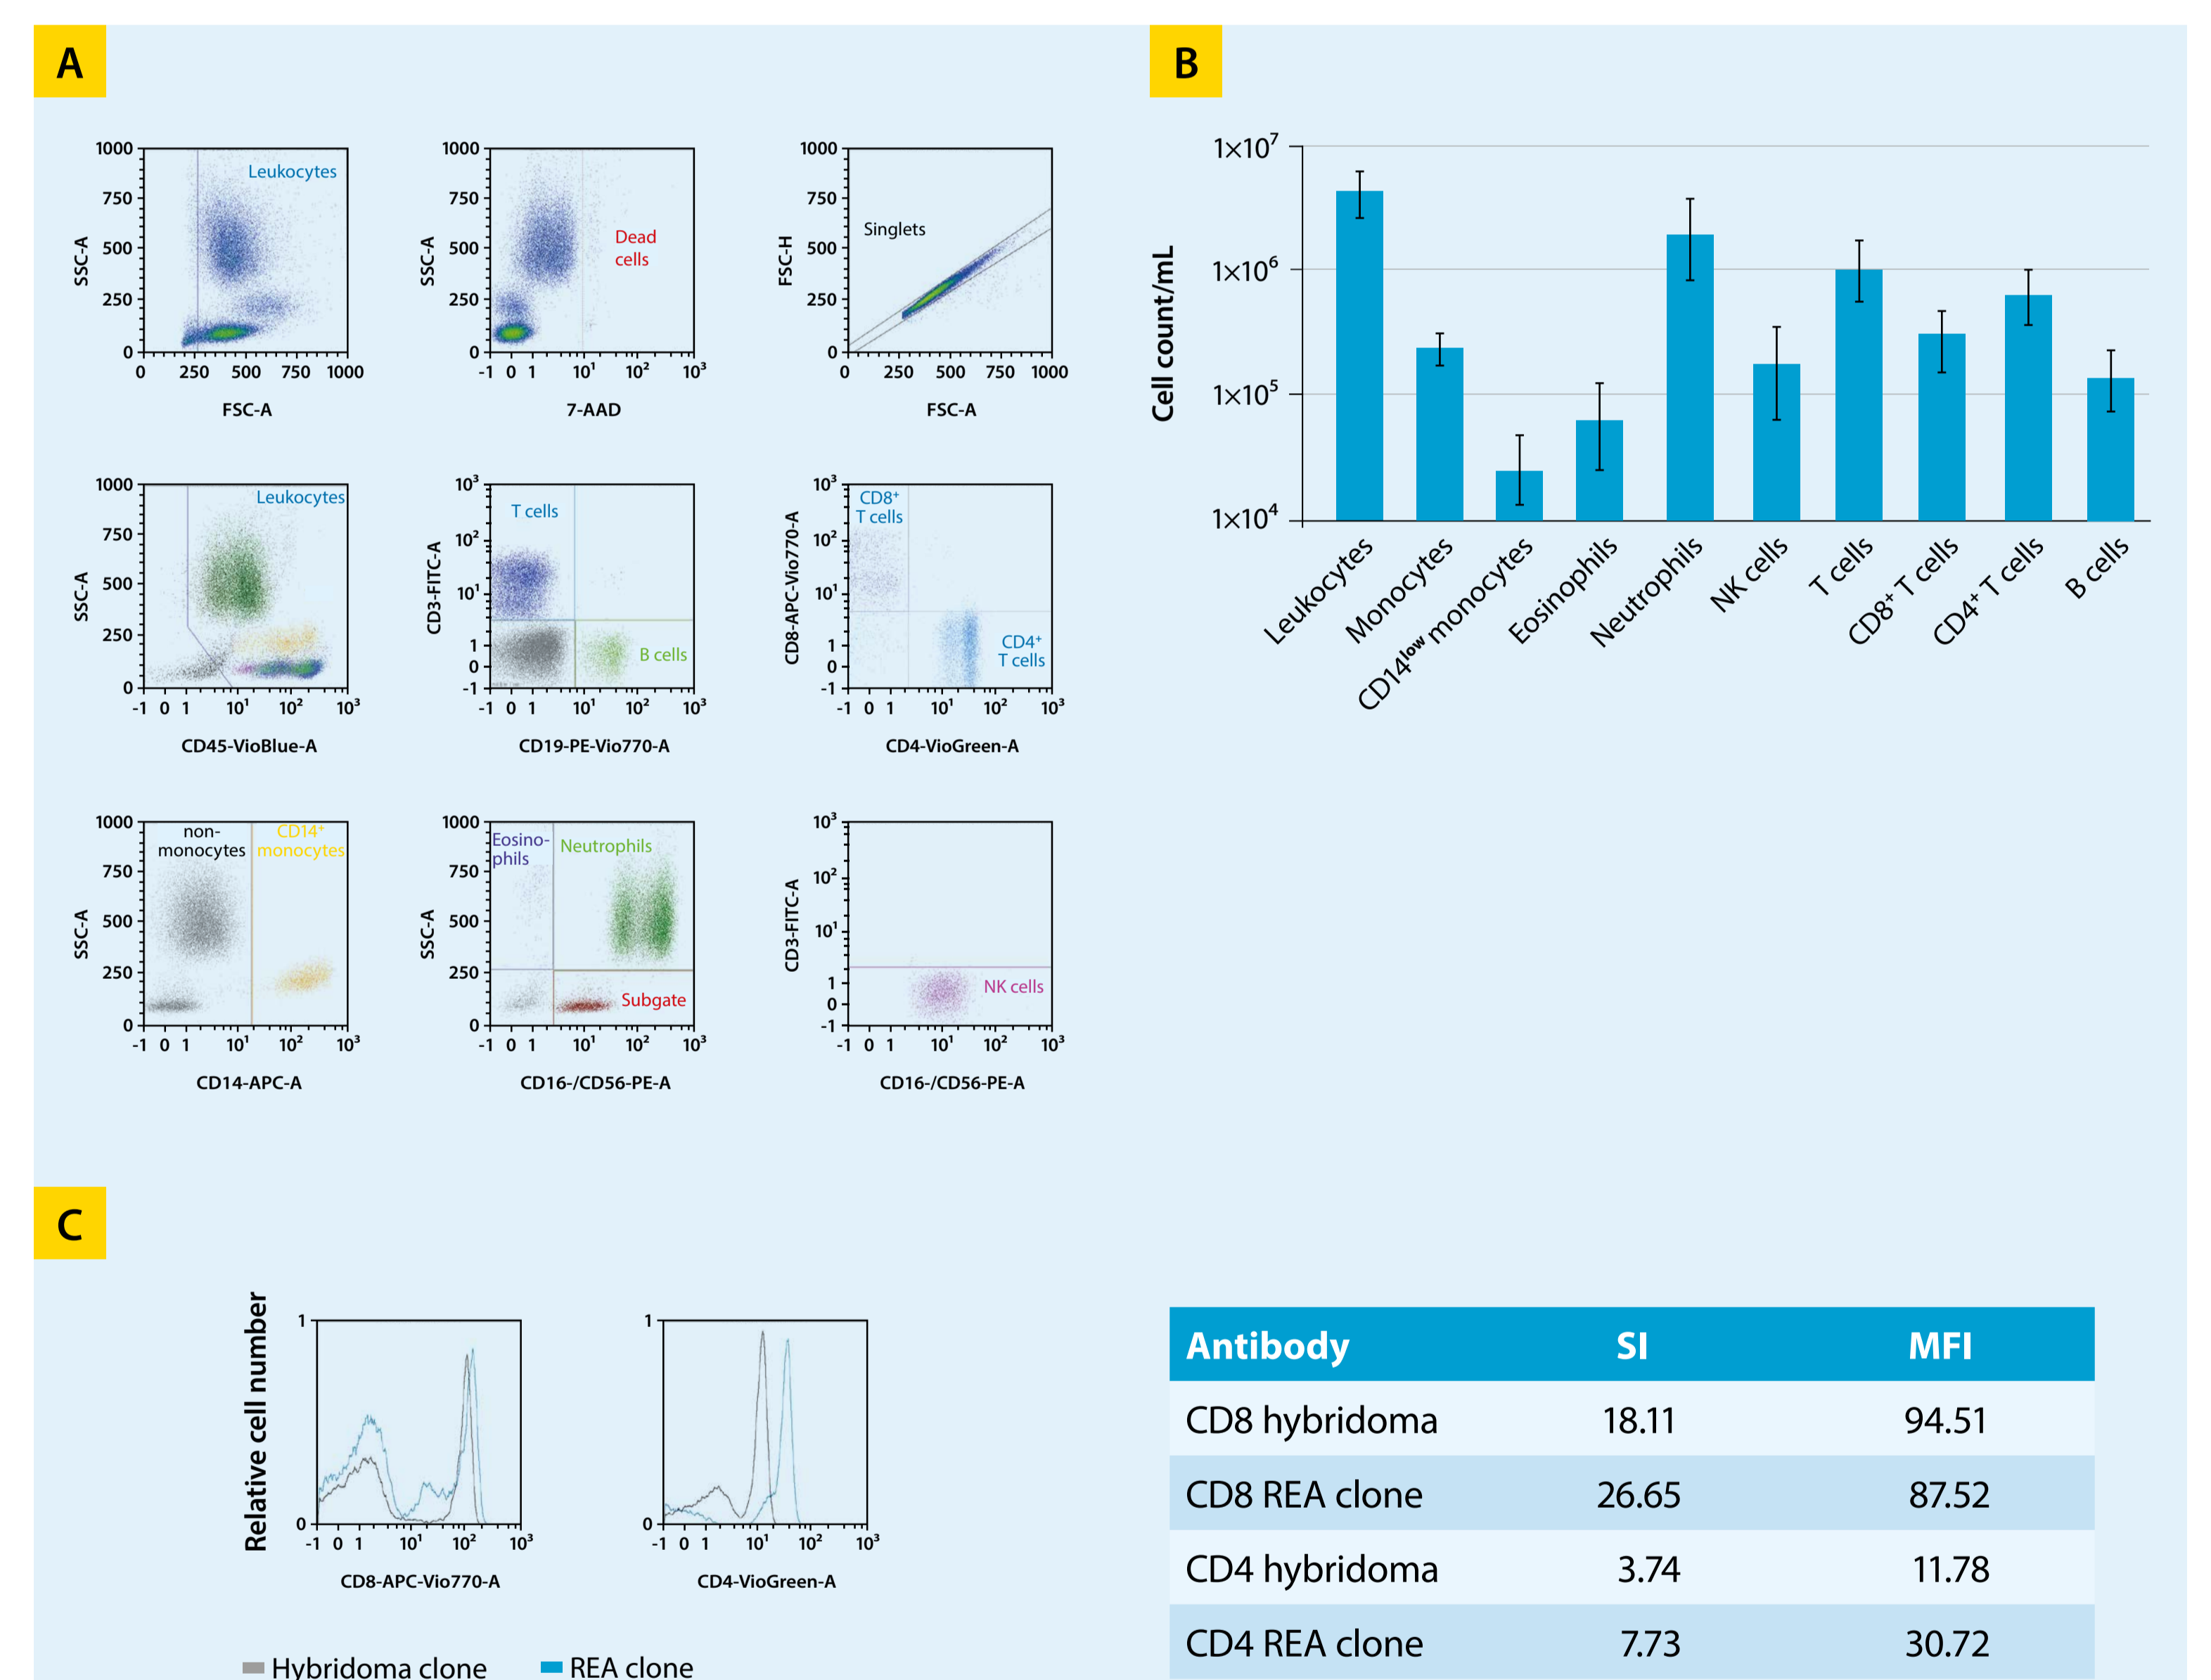 A
1000
750
500
250
0
SSC-A
Leukocytes
0 250 500 750 1000
FSC-A
1000
750
500
250
0
SSC-A
Dead
cells
-1 0 1 10¹ 10² 10³
7-AAD
1000
750
500
250
0
FSC-H
Singlets
0 250 500 750 1000
FSC-A
1000
750
500
250
0
SSC-A
Leukocytes
-1 0 1 10¹ 10² 10³
CD45-VioBlue-A
10³
10²
10¹
1
0
-1
CD3-FITC-A
T cells
B cells
-1 0 1 10¹ 10² 10³
CD19-PE-Vio770-A
10³
10²
10¹
1
0
-1
CD8-APC-Vio770-A
CD8⁺
T cells
CD4⁺
T cells
-1 0 1 10¹ 10² 10³
CD4-VioGreen-A
1000
750
500
250
0
SSC-A
non-
monocytes
CD14⁺
monocytes
-1 0 1 10¹ 10² 10³
CD14-APC-A
1000
750
500
250
0
SSC-A
Eosino-
phils
Neutrophils
Subgate
-1 0 1 10¹ 10² 10³
CD16-/CD56-PE-A
10³
10²
10¹
1
0
-1
CD3-FITC-A
NK cells
-1 0 1 10¹ 10² 10³
CD16-/CD56-PE-A
B
Cell count/mL
1×10⁷
1×10⁶
1×10⁵
1×10⁴
Leukocytes
Monocytes
CD14ˡᵒʷ monocytes
Eosinophils
Neutrophils
NK cells
T cells
CD8⁺ T cells
CD4⁺ T cells
B cells
C
Relative cell number
1
0
-1 0 1 10¹ 10² 10³
CD8-APC-Vio770-A
1
0
-1 0 1 10¹ 10² 10³
CD4-VioGreen-A
Hybridoma clone REA clone
Antibody SI MFI
CD8 hybridoma 18.11 94.51
CD8 REA clone 26.65 87.52
CD4 hybridoma 3.74 11.78
CD4 REA clone 7.73 30.72